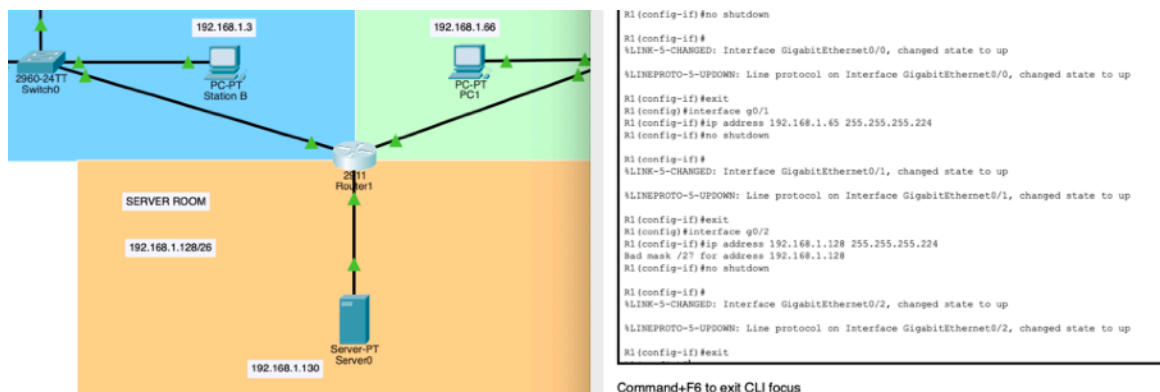 192.168.1.3
2960-24TT
Switch0
PC-PT
Station B
192.168.1.66
PC-PT
PC1
2911
Router1
SERVER ROOM
192.168.1.128/26
Server-PT
Server0
192.168.1.130
R1(config-if)#no shutdown
R1(config-if)#
%LINK-5-CHANGED: Interface GigabitEthernet0/0, changed state to up
%LINEPROTO-5-UPDOWN: Line protocol on Interface GigabitEthernet0/0, changed state to up
R1(config-if)#exit
R1(config)#interface g0/1
R1(config-if)#ip address 192.168.1.65 255.255.255.224
R1(config-if)#no shutdown
R1(config-if)#
%LINK-5-CHANGED: Interface GigabitEthernet0/1, changed state to up
%LINEPROTO-5-UPDOWN: Line protocol on Interface GigabitEthernet0/1, changed state to up
R1(config-if)#exit
R1(config)#interface g0/2
R1(config-if)#ip address 192.168.1.128 255.255.255.224
Bad mask /27 for address 192.168.1.128
R1(config-if)#no shutdown
R1(config-if)#
%LINK-5-CHANGED: Interface GigabitEthernet0/2, changed state to up
%LINEPROTO-5-UPDOWN: Line protocol on Interface GigabitEthernet0/2, changed state to up
R1(config-if)#exit
Command+F6 to exit CLI focus